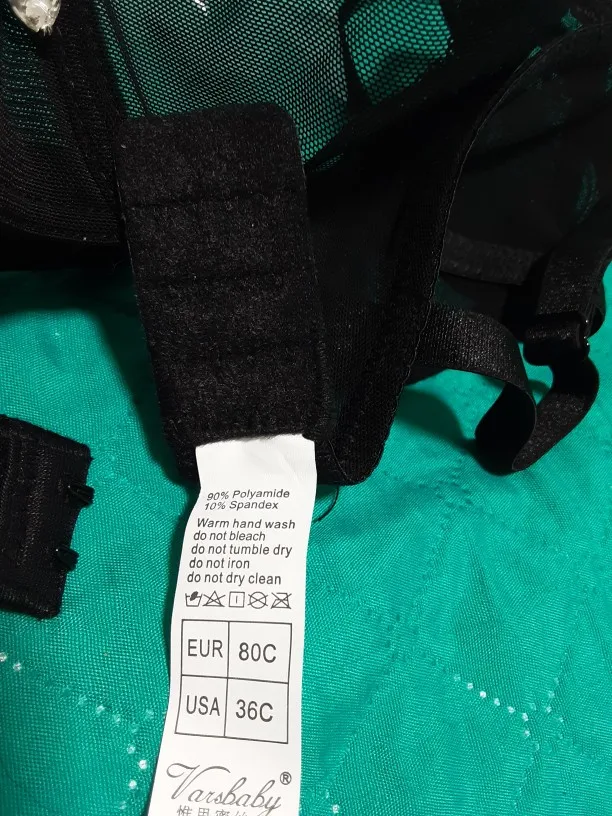 90% Polyamide
10% Spandex
Warm hand wash
do not bleach
do not tumble dry
do not iron
do not dry clean
EUR 80C
USA 36C
Varsbaby®